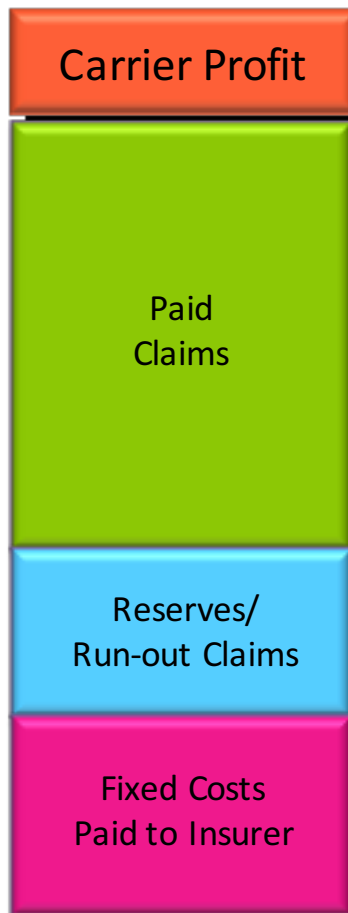 Carrier Profit
Paid
Claims
Reserves/
Run-out Claims
Fixed Costs
Paid to Insurer